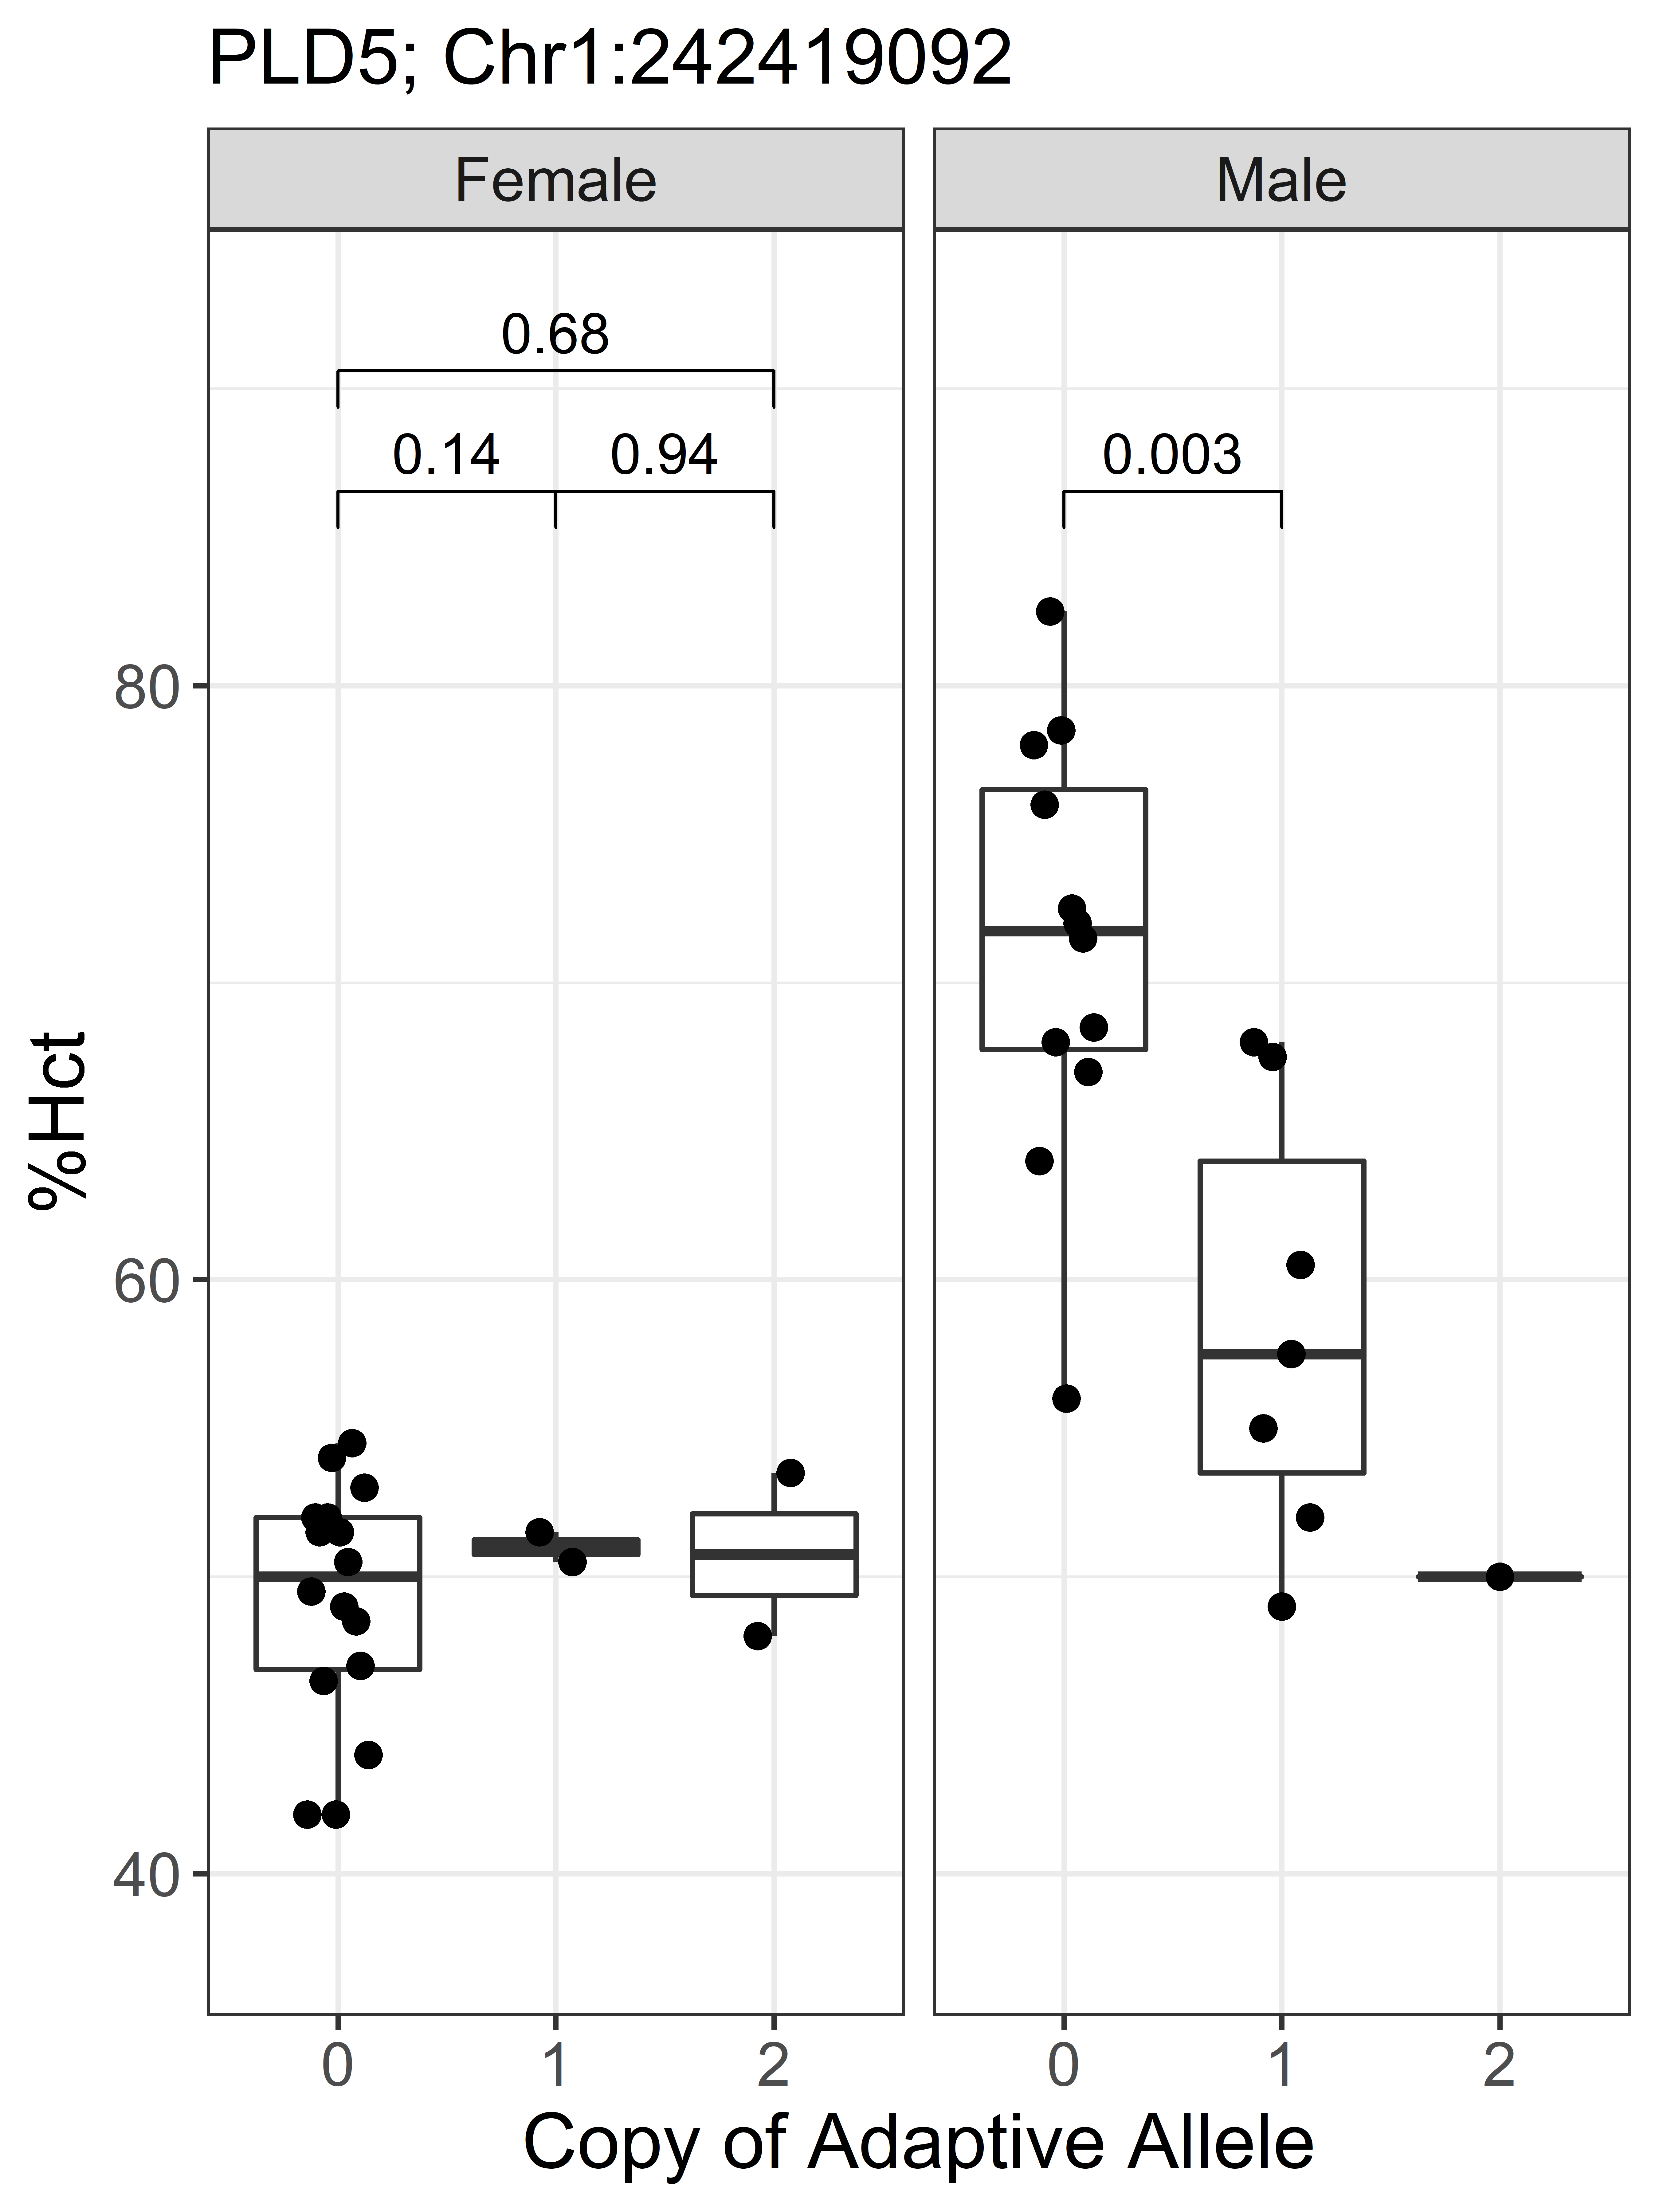 PLD5; Chr1:242419092
Female
Male
0.68
0.14
0.94
0.003
80
60
40
%Hct
0
1
2
0
1
2
Copy of Adaptive Allele